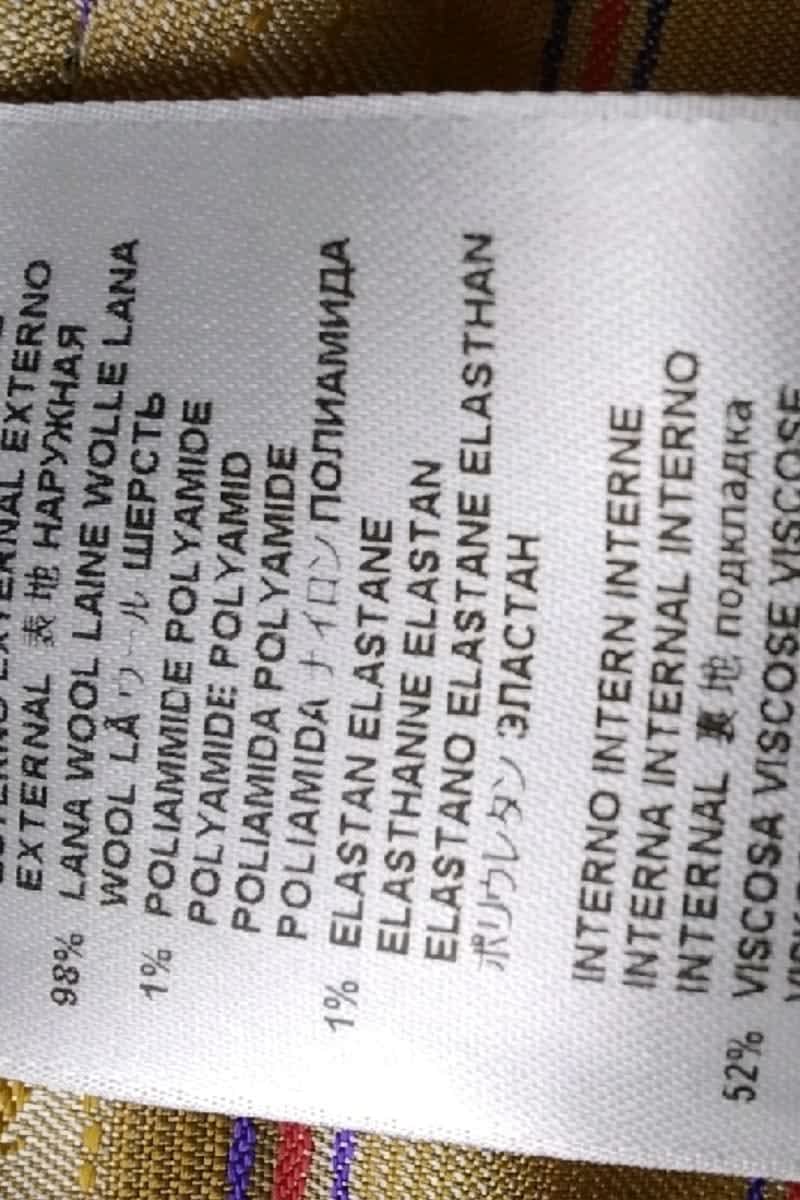 EXTERNAL EXTERNO
EXTERNAL 表地 НАРУЖНАЯ
98% LANA WOOL LAINE WOLLE LANA
WOOL LÃ ウール ШЕРСТЬ
1% POLIAMMIDE POLYAMIDE
POLYAMIDE POLYAMID
POLIAMIDA POLYAMIDE
POLIAMIDA ナイロン ПОЛИАМИДА
1% ELASTAN ELASTANE
ELASTHANNE ELASTAN
ELASTANO ELASTANE ELASTHAN
ポリウレタン ЭЛАСТАН
INTERNO INTERN INTERNE
INTERNA INTERNAL INTERNO
INTERNAL 裏地 подкладка
52% VISCOSA VISCOSE VISCOSE